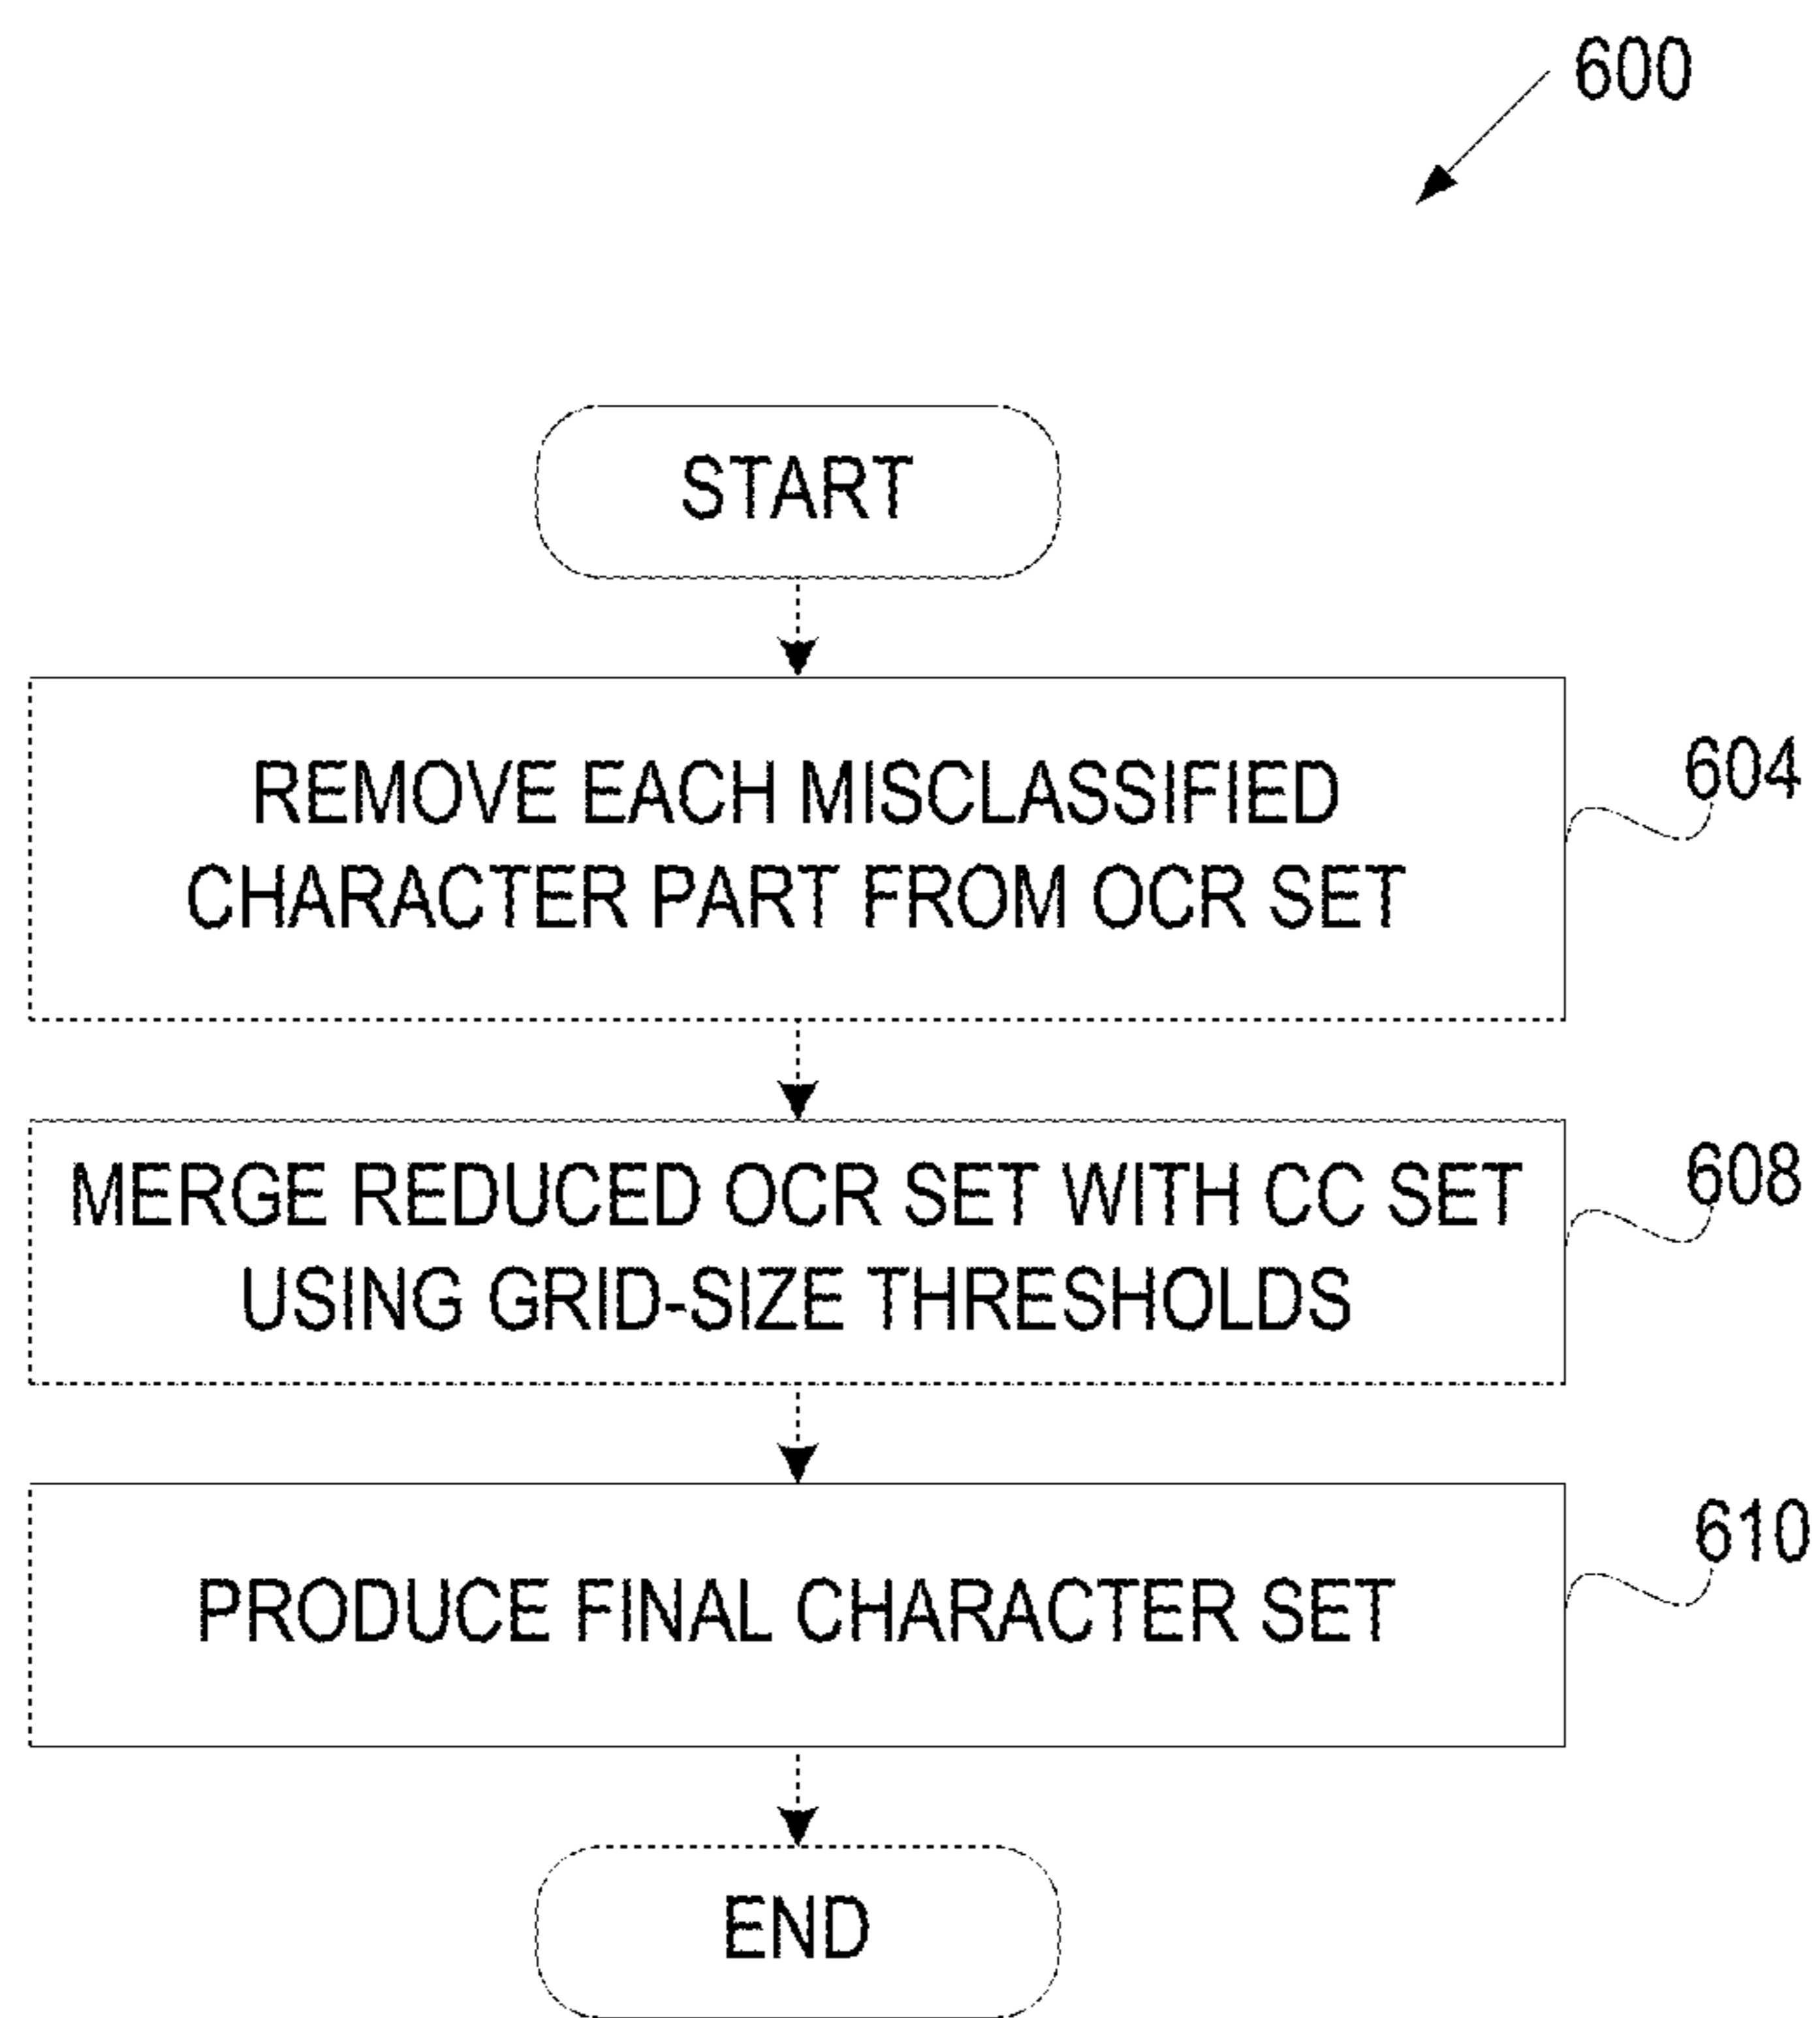 600
START
REMOVE EACH MISCLASSIFIED
CHARACTER PART FROM OCR SET
604
MERGE REDUCED OCR SET WITH CC SET
USING GRID-SIZE THRESHOLDS
608
PRODUCE FINAL CHARACTER SET
610
END